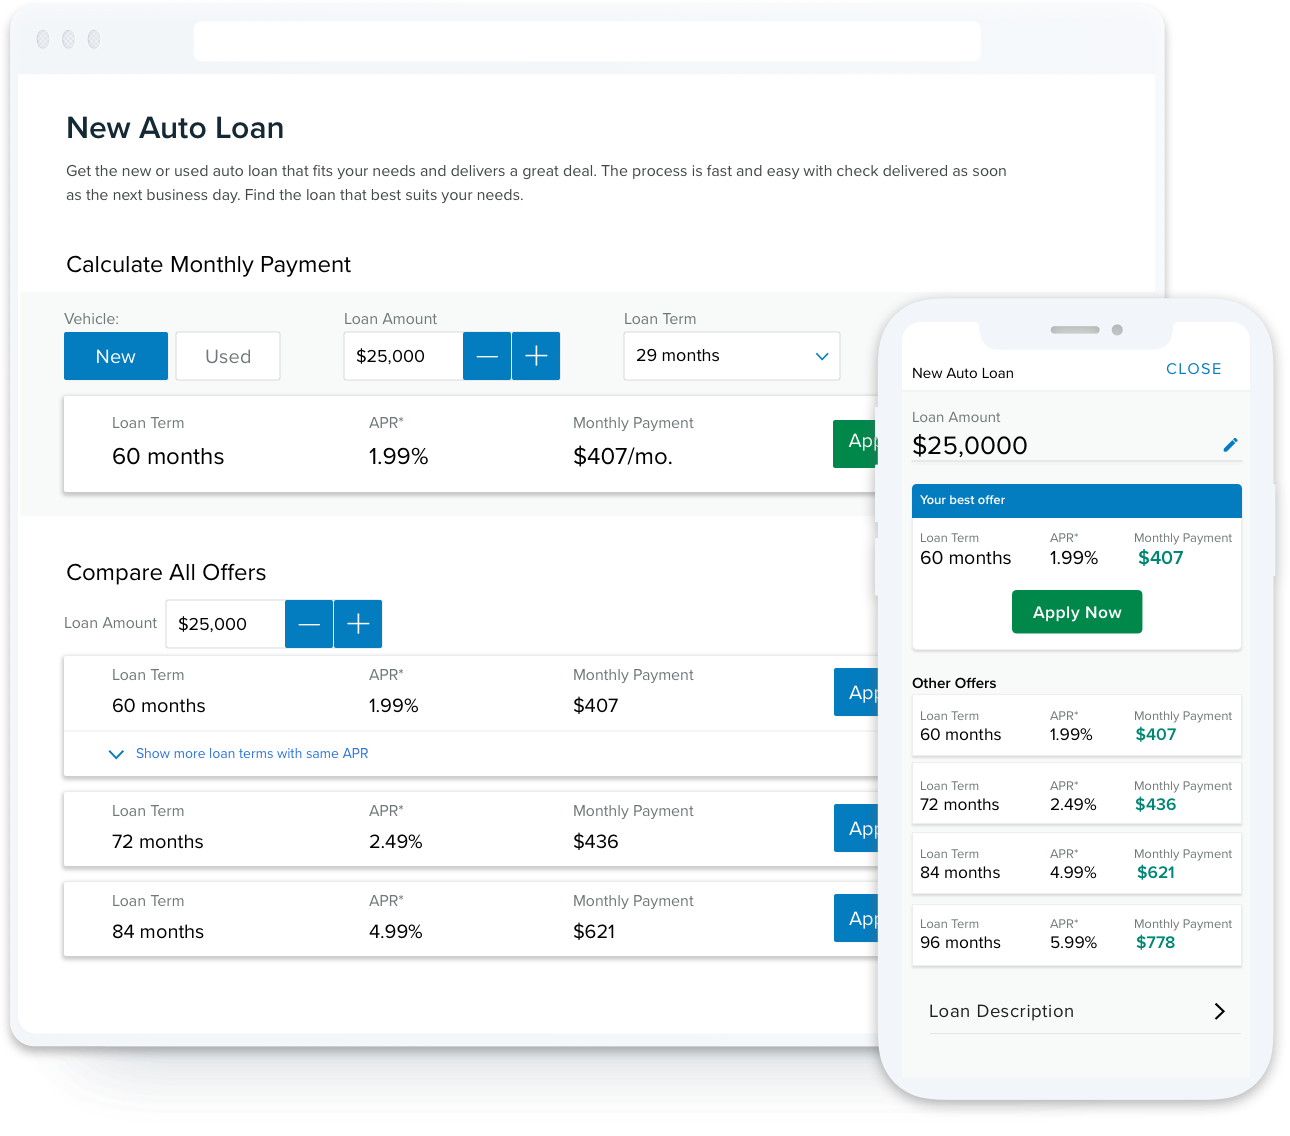 New Auto Loan
Get the new or used auto loan that fits your needs and delivers a great deal. The process is fast and easy with check delivered as soon
as the next business day. Find the loan that best suits your needs.
Calculate Monthly Payment
Vehicle:
New Used
Loan Amount
$25,000
Loan Term
29 months
Loan Term APR* Monthly Payment
60 months 1.99% $407/mo.
App
Compare All Offers
Loan Amount $25,000
Loan Term APR* Monthly Payment
60 months 1.99% $407
App
Show more loan terms with same APR
Loan Term APR* Monthly Payment
72 months 2.49% $436
App
Loan Term APR* Monthly Payment
84 months 4.99% $621
App
New Auto Loan CLOSE
Loan Amount
$25,0000
Your best offer
Loan Term APR* Monthly Payment
60 months 1.99% $407
Apply Now
Other Offers
Loan Term APR* Monthly Payment
60 months 1.99% $407
Loan Term APR* Monthly Payment
72 months 2.49% $436
Loan Term APR* Monthly Payment
84 months 4.99% $621
Loan Term APR* Monthly Payment
96 months 5.99% $778
Loan Description